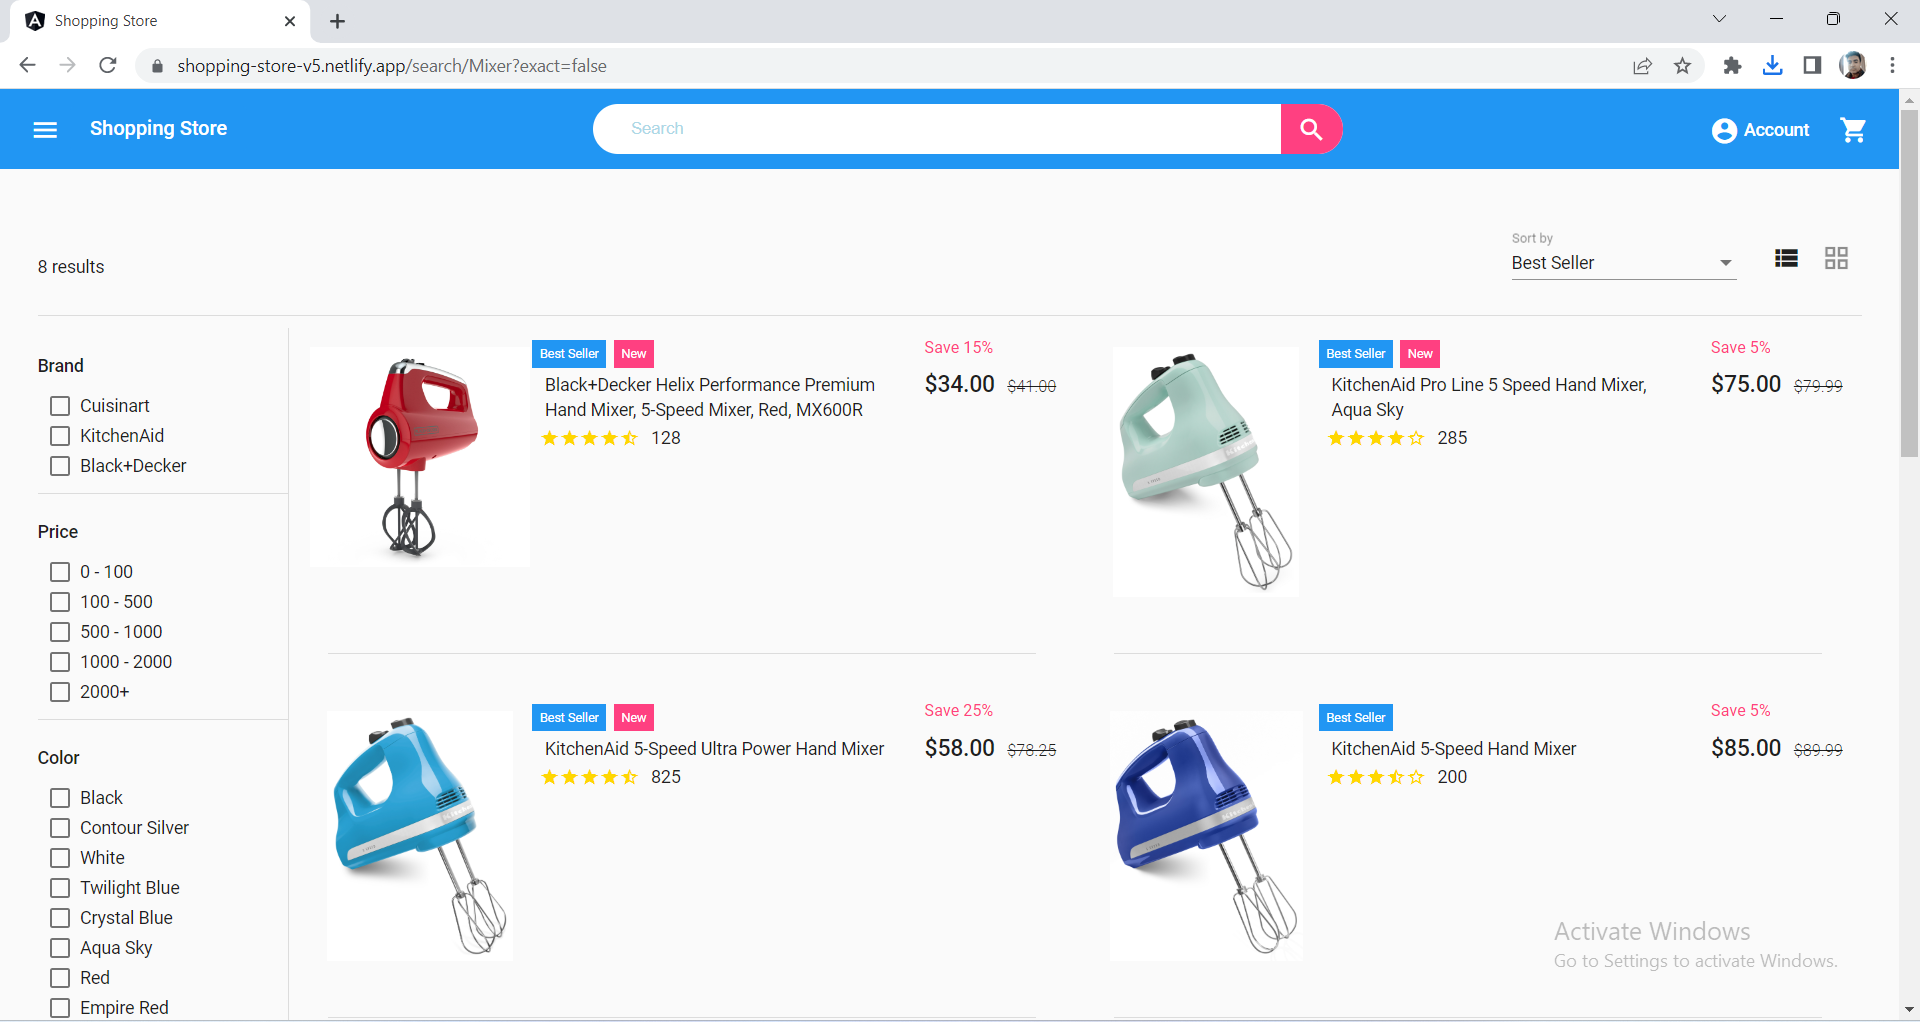 Shopping Store
shopping-store-v5.netlify.app/search/Mixer?exact=false
Shopping Store
Search
Account
8 results
Sort by
Best Seller
Brand
Cuisinart
KitchenAid
Black+Decker
Price
0 - 100
100 - 500
500 - 1000
1000 - 2000
2000+
Color
Black
Contour Silver
White
Twilight Blue
Crystal Blue
Aqua Sky
Red
Empire Red
Best Seller New
Save 15%
Black+Decker Helix Performance Premium
Hand Mixer, 5-Speed Mixer, Red, MX600R
$34.00 $41.00
128
Best Seller New
Save 5%
KitchenAid Pro Line 5 Speed Hand Mixer,
Aqua Sky
$75.00 $79.99
285
Best Seller New
Save 25%
KitchenAid 5-Speed Ultra Power Hand Mixer
$58.00 $78.25
825
Best Seller
Save 5%
KitchenAid 5-Speed Hand Mixer
$85.00 $89.99
200
Activate Windows
Go to Settings to activate Windows.